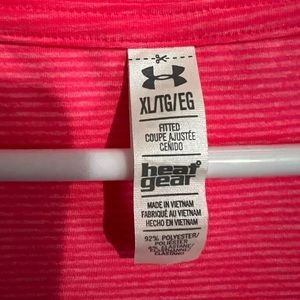 XL/TG/EG
FITTED
COUPE AJUSTÉE
CEÑIDO
heat
gear
MADE IN VIETNAM
FABRIQUÉ AU VIETNAM
HECHO EN VIETNAM
92% POLYESTER/
POLIÉSTER